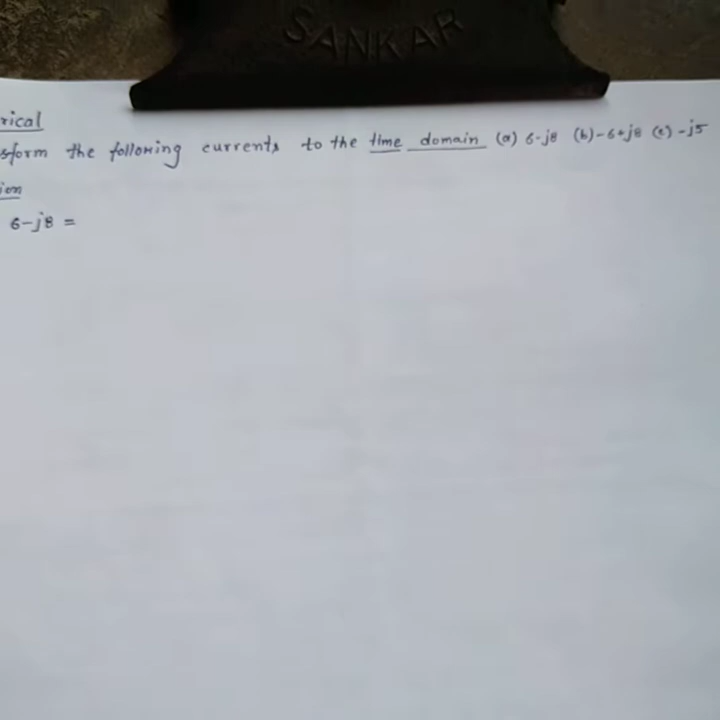 SANKAR
rical
sform the following currents to the time domain (a) 6-j8 (b)-6+j8 (c) -j5
ion
6-j8 =